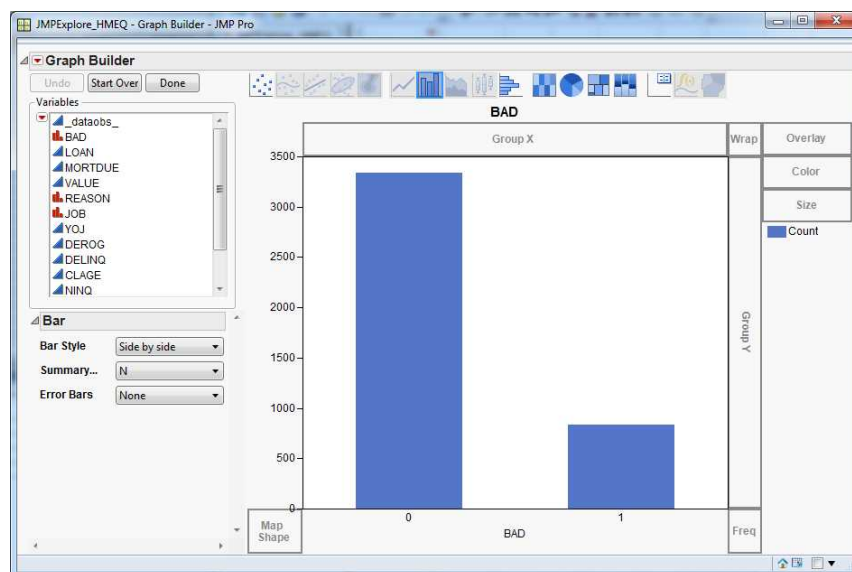 JMPExplore_HMEQ - Graph Builder - JMP Pro
Graph Builder
Undo Start Over Done
Variables
_dataobs_
BAD
LOAN
MORTDUE
VALUE
REASON
JOB
YOJ
DEROG
DELINQ
CLAGE
NINQ
Bar
Bar Style Side by side
Summary... N
Error Bars None
BAD
Group X
Wrap
Overlay
Color
Size
Count
3500
3000
2500
2000
1500
1000
500
0
Group Y
0 1
BAD
Map
Shape
Freq